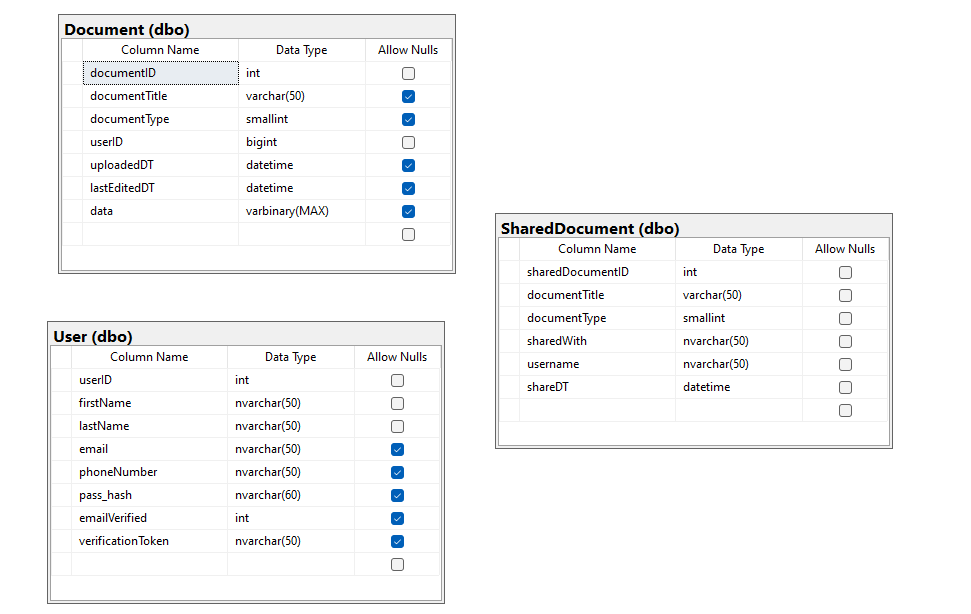 Document (dbo)
Column Name Data Type Allow Nulls
documentID int
documentTitle varchar(50)
documentType smallint
userID bigint
uploadedDT datetime
lastEditedDT datetime
data varbinary(MAX)
SharedDocument (dbo)
Column Name Data Type Allow Nulls
sharedDocumentID int
documentTitle varchar(50)
documentType smallint
sharedWith nvarchar(50)
username nvarchar(50)
shareDT datetime
User (dbo)
Column Name Data Type Allow Nulls
userID int
firstName nvarchar(50)
lastName nvarchar(50)
email nvarchar(50)
phoneNumber nvarchar(50)
pass_hash nvarchar(60)
emailVerified int
verificationToken nvarchar(50)